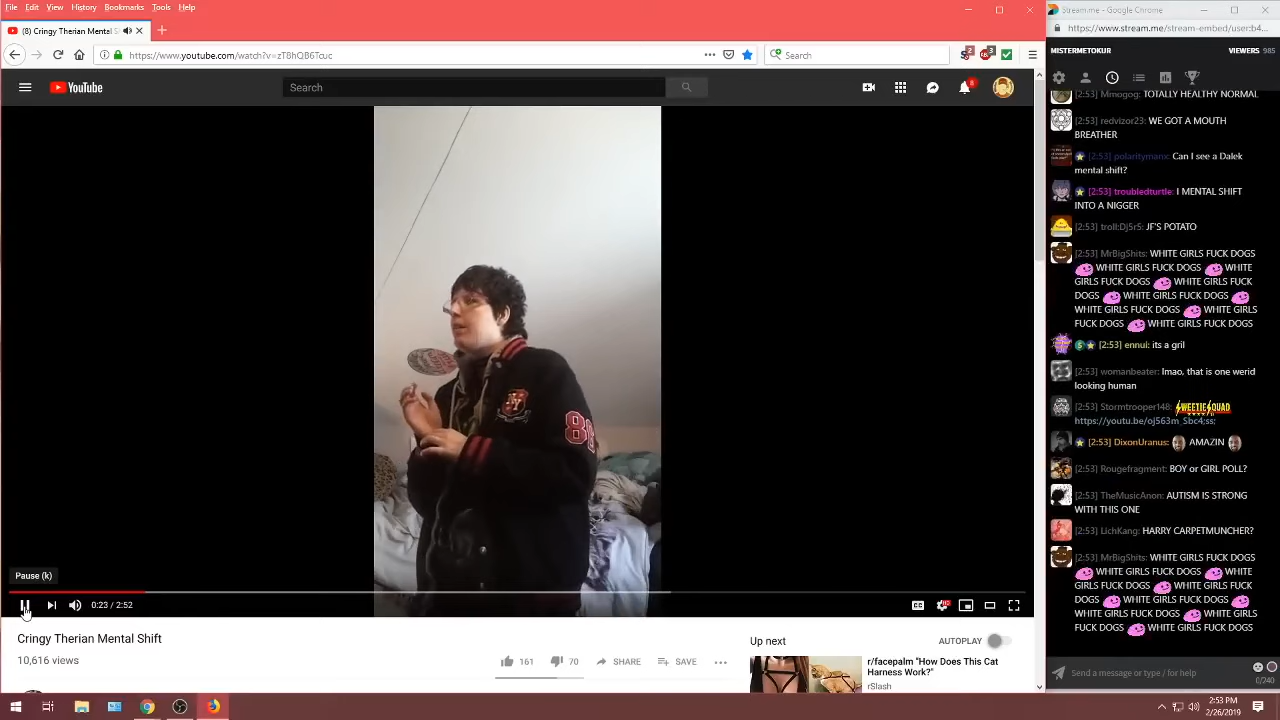 File Edit View History Bookmarks Tools Help
(8) Cringy Therian Mental S
https://www.youtube.com/watch?v=zT8hQB6Tcuc
Search
YouTube
Search
8
Pause (k)
0:23 / 2:52
Cringy Therian Mental Shift
10,616 views
161 70 SHARE SAVE
Up next AUTOPLAY
r/facepalm "How Does This Cat
Harness Work?"
rSlash
Stream.me - Google Chrome
https://www.stream.me/stream-embed/user:b4...
MISTERMETOKUR VIEWERS 985
[2:53] Mmogog: TOTALLY HEALTHY NORMAL
[2:53] redvizor23: WE GOT A MOUTH
BREATHER
[2:53] polaritymanx: Can I see a Dalek
mental shift?
[2:53] troubledturtle: I MENTAL SHIFT
INTO A NIGGER
[2:53] troll;Dj5r5: JF'S POTATO
[2:53] MrBigShits: WHITE GIRLS FUCK DOGS
WHITE GIRLS FUCK DOGS WHITE
GIRLS FUCK DOGS WHITE GIRLS FUCK
DOGS WHITE GIRLS FUCK DOGS
WHITE GIRLS FUCK DOGS WHITE GIRLS
FUCK DOGS WHITE GIRLS FUCK DOGS
[2:53] ennul: its a gril
[2:53] womanbeater: lmao, that is one werid
looking human
[2:53] Stormtrooper148: SWEETIE SQUAD
https://youtu.be/oj563m_Sbc4;ss;
[2:53] DixonUranus: AMAZIN
[2:53] Rougefragment: BOY or GIRL POLL?
[2:53] TheMusicAnon: AUTISM IS STRONG
WITH THIS ONE
[2:53] LichKang: HARRY CARPETMUNCHER?
[2:53] MrBigShits: WHITE GIRLS FUCK DOGS
WHITE GIRLS FUCK DOGS WHITE
GIRLS FUCK DOGS WHITE GIRLS FUCK
DOGS WHITE GIRLS FUCK DOGS
WHITE GIRLS FUCK DOGS WHITE GIRLS
FUCK DOGS WHITE GIRLS FUCK DOGS
Send a message or type / for help
0/240
2:53 PM
2/26/2019